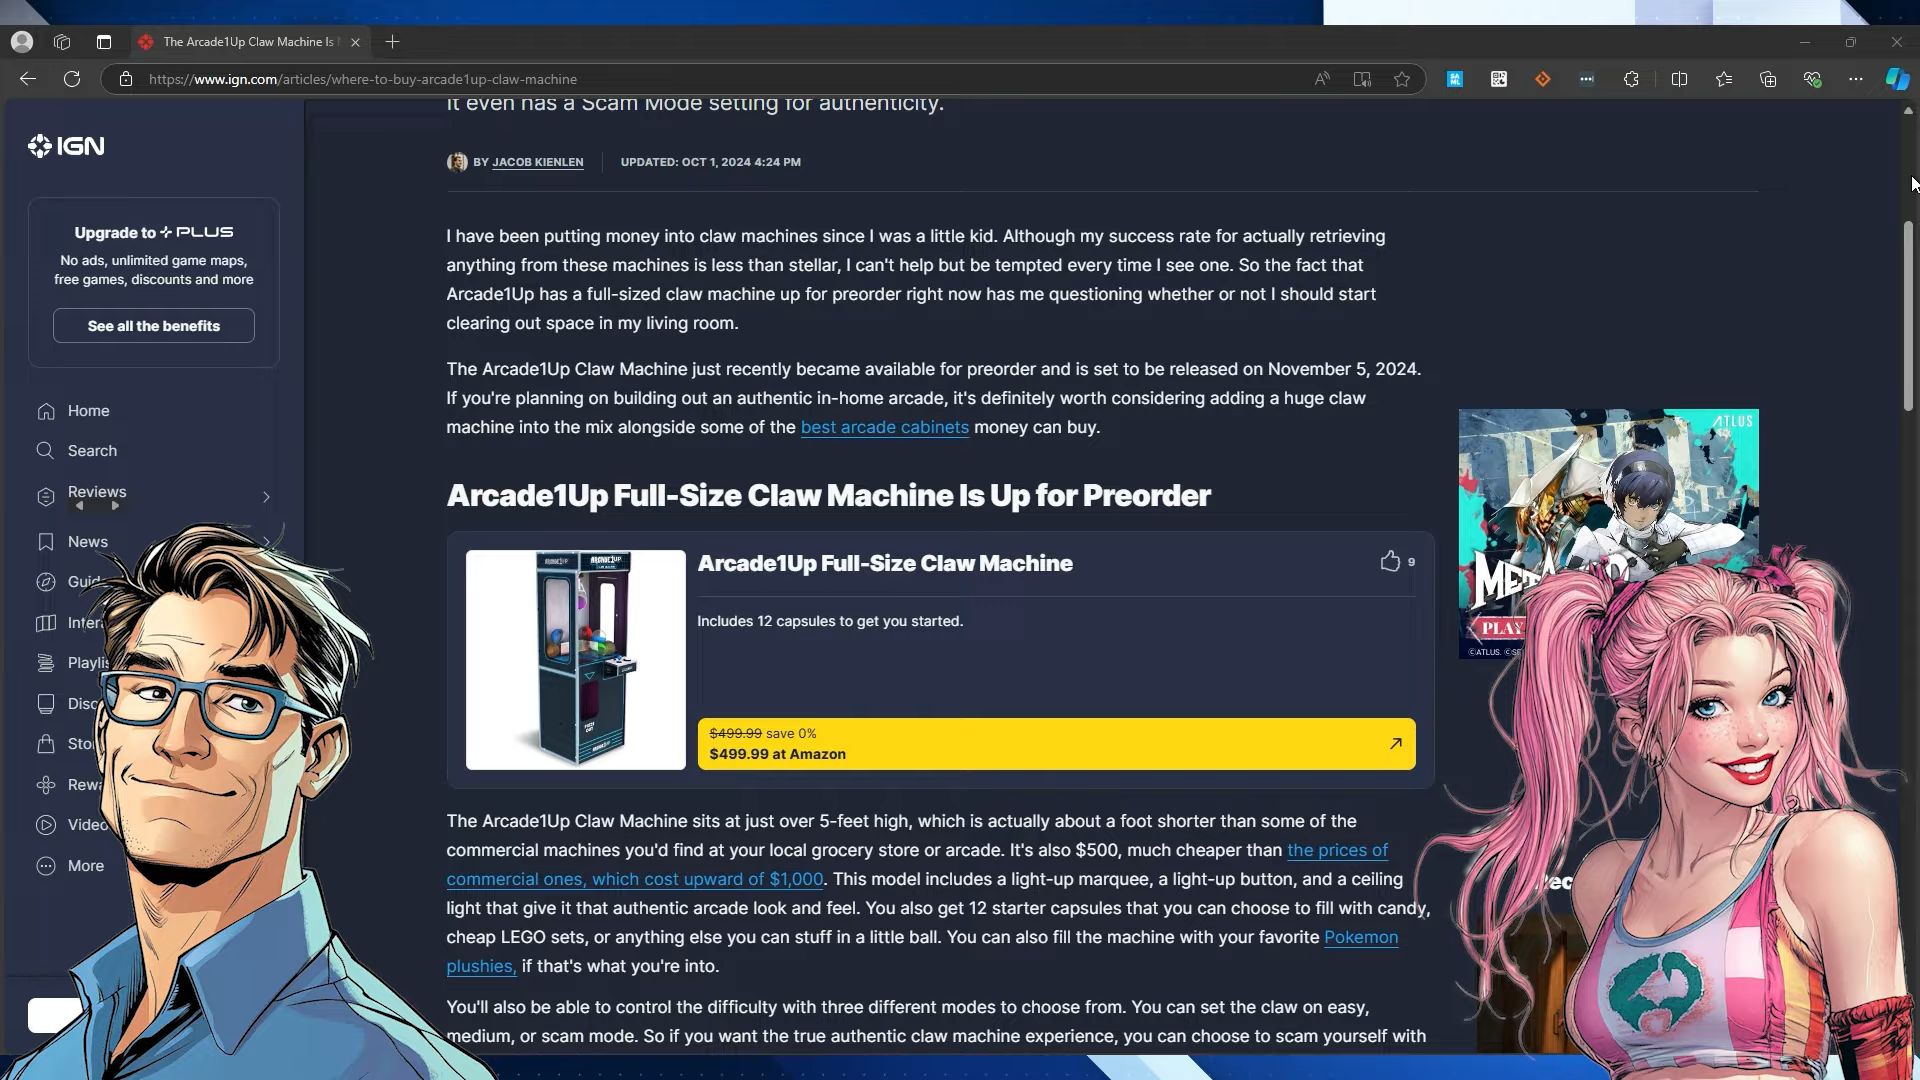 The Arcade1Up Claw Machine Is
https://www.ign.com/articles/where-to-buy-arcade1up-claw-machine
It even has a Scam Mode setting for authenticity.
IGN
BY JACOB KIENLEN
UPDATED: OCT 1, 2024 4:24 PM
Upgrade to PLUS
No ads, unlimited game maps,
free games, discounts and more
See all the benefits
Home
Search
Reviews
News
More
I have been putting money into claw machines since I was a little kid. Although my success rate for actually retrieving
anything from these machines is less than stellar, I can't help but be tempted every time I see one. So the fact that
Arcade1Up has a full-sized claw machine up for preorder right now has me questioning whether or not I should start
clearing out space in my living room.
The Arcade1Up Claw Machine just recently became available for preorder and is set to be released on November 5, 2024.
If you're planning on building out an authentic in-home arcade, it's definitely worth considering adding a huge claw
machine into the mix alongside some of the best arcade cabinets money can buy.
Arcade1Up Full-Size Claw Machine Is Up for Preorder
Arcade1Up Full-Size Claw Machine
9
Includes 12 capsules to get you started.
$499.99 save 0%
$499.99 at Amazon
The Arcade1Up Claw Machine sits at just over 5-feet high, which is actually about a foot shorter than some of the
commercial machines you'd find at your local grocery store or arcade. It's also $500, much cheaper than the prices of
commercial ones, which cost upward of $1,000. This model includes a light-up marquee, a light-up button, and a ceiling
light that give it that authentic arcade look and feel. You also get 12 starter capsules that you can choose to fill with candy,
cheap LEGO sets, or anything else you can stuff in a little ball. You can also fill the machine with your favorite Pokemon
plushies, if that's what you're into.
You'll also be able to control the difficulty with three different modes to choose from. You can set the claw on easy,
medium, or scam mode. So if you want the true authentic claw machine experience, you can choose to scam yourself with
ATLUS
PLAY
©ATLUS. ©SE